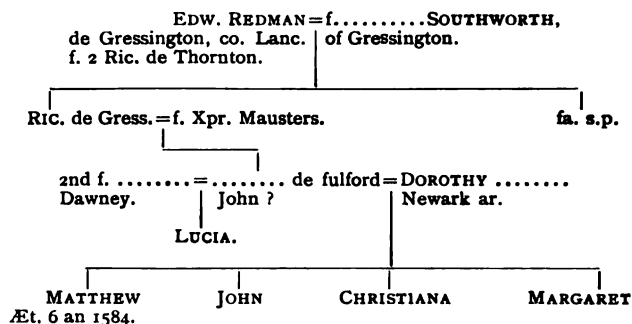 EDW. REDMAN = f..........SOUTHWORTH,
de Gressington, co. Lanc. of Gressington.
f. 2 Ric. de Thornton.
RIC. de Gress. = f. Xpr. Mausters. fa. s.p.
2nd f. ........ = ........ de fulford = DOROTHY ........
Dawney. John ? Newark ar.
LUCIA.
MATTHEW JOHN CHRISTIANA MARGARET
Æt, 6 an 1584.